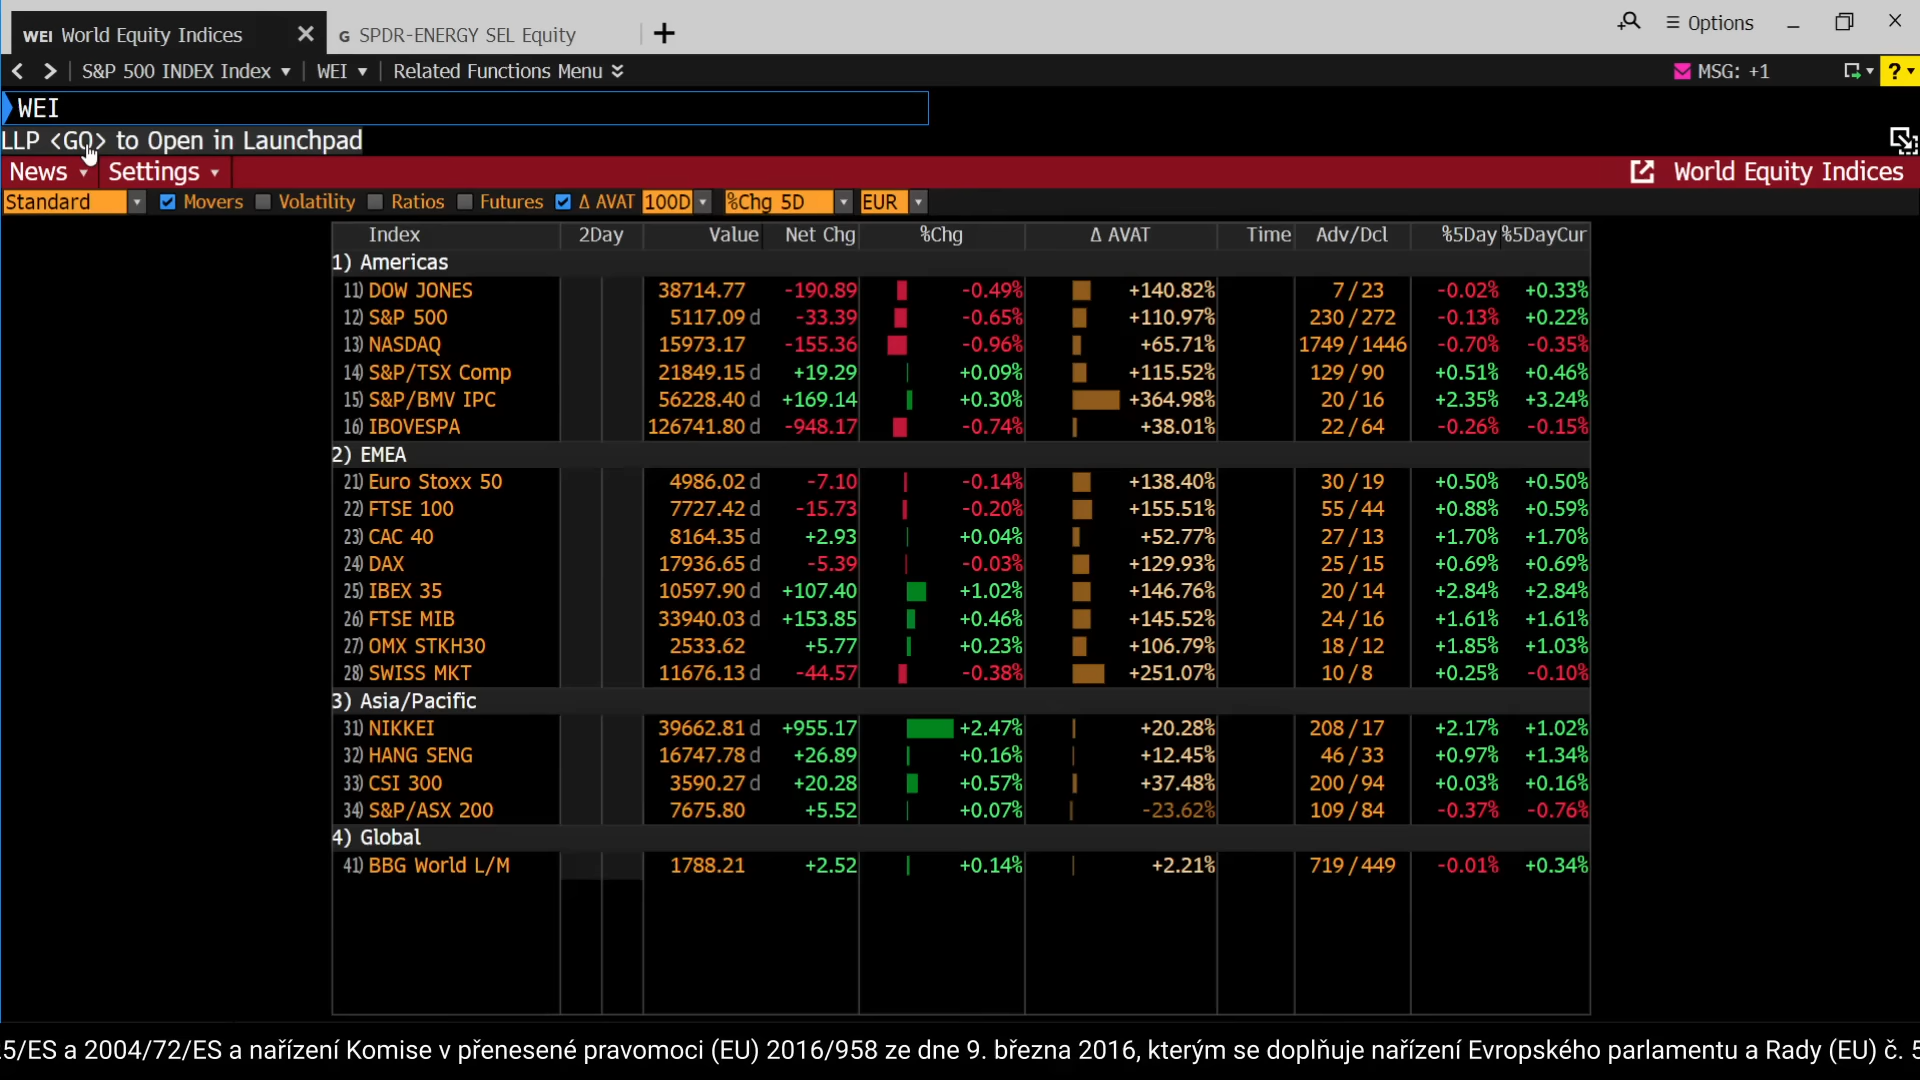 WEI World Equity Indices × G SPDR-ENERGY SEL Equity + Options
S&P 500 INDEX Index WEI Related Functions Menu MSG: +1 ?
WEI
LLP <GO> to Open in Launchpad
News Settings World Equity Indices
Standard Movers Volatility Ratios Futures Δ AVAT 100D %Chg 5D EUR
Index 2Day Value Net Chg %Chg Δ AVAT Time Adv/Dcl %5Day %5DayCur
1) Americas
11) DOW JONES 38714.77 -190.89 -0.49% +140.82% 7 / 23 -0.02% +0.33%
12) S&P 500 5117.09 d -33.39 -0.65% +110.97% 230 / 272 -0.13% +0.22%
13) NASDAQ 15973.17 -155.36 -0.96% +65.71% 1749 / 1446 -0.70% -0.35%
14) S&P/TSX Comp 21849.15 d +19.29 +0.09% +115.52% 129 / 90 +0.51% +0.46%
15) S&P/BMV IPC 56228.40 d +169.14 +0.30% +364.98% 20 / 16 +2.35% +3.24%
16) IBOVESPA 126741.80 d -948.17 -0.74% +38.01% 22 / 64 -0.26% -0.15%
2) EMEA
21) Euro Stoxx 50 4986.02 d -7.10 -0.14% +138.40% 30 / 19 +0.50% +0.50%
22) FTSE 100 7727.42 d -15.73 -0.20% +155.51% 55 / 44 +0.88% +0.59%
23) CAC 40 8164.35 d +2.93 +0.04% +52.77% 27 / 13 +1.70% +1.70%
24) DAX 17936.65 d -5.39 -0.03% +129.93% 25 / 15 +0.69% +0.69%
25) IBEX 35 10597.90 d +107.40 +1.02% +146.76% 20 / 14 +2.84% +2.84%
26) FTSE MIB 33940.03 d +153.85 +0.46% +145.52% 24 / 16 +1.61% +1.61%
27) OMX STKH30 2533.62 +5.77 +0.23% +106.79% 18 / 12 +1.85% +1.03%
28) SWISS MKT 11676.13 d -44.57 -0.38% +251.07% 10 / 8 +0.25% -0.10%
3) Asia/Pacific
31) NIKKEI 39662.81 d +955.17 +2.47% +20.28% 208 / 17 +2.17% +1.02%
32) HANG SENG 16747.78 d +26.89 +0.16% +12.45% 46 / 33 +0.97% +1.34%
33) CSI 300 3590.27 d +20.28 +0.57% +37.48% 200 / 94 +0.03% +0.16%
34) S&P/ASX 200 7675.80 +5.52 +0.07% -23.62% 109 / 84 -0.37% -0.76%
4) Global
41) BBG World L/M 1788.21 +2.52 +0.14% +2.21% 719 / 449 -0.01% +0.34%
5/ES a 2004/72/ES a nařízení Komise v přenesené pravomoci (EU) 2016/958 ze dne 9. března 2016, kterým se doplňuje nařízení Evropského parlamentu a Rady (EU) č. 5